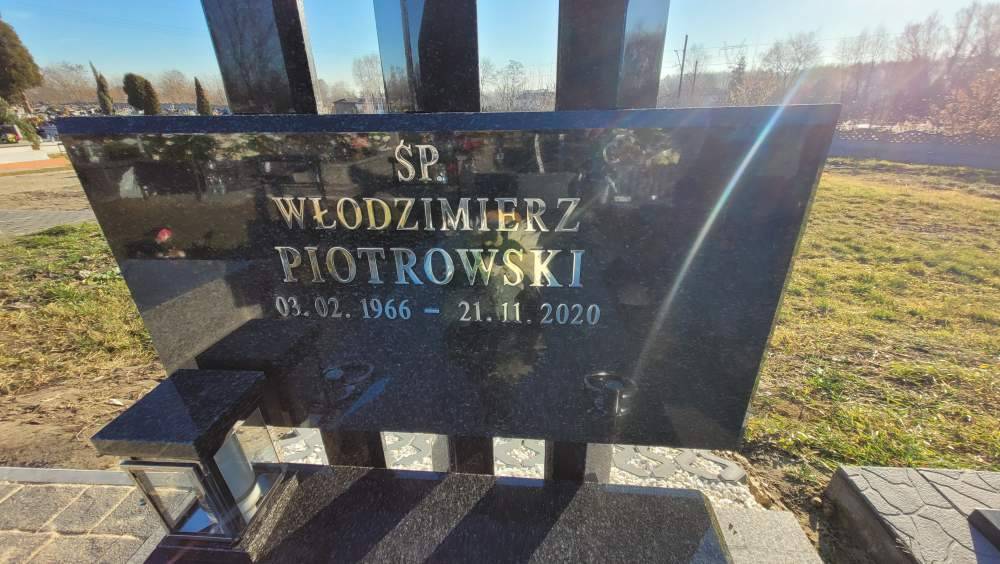 ŚP.
WŁODZIMIERZ
PIOTROWSKI
03.02.1966 – 21.11.2020